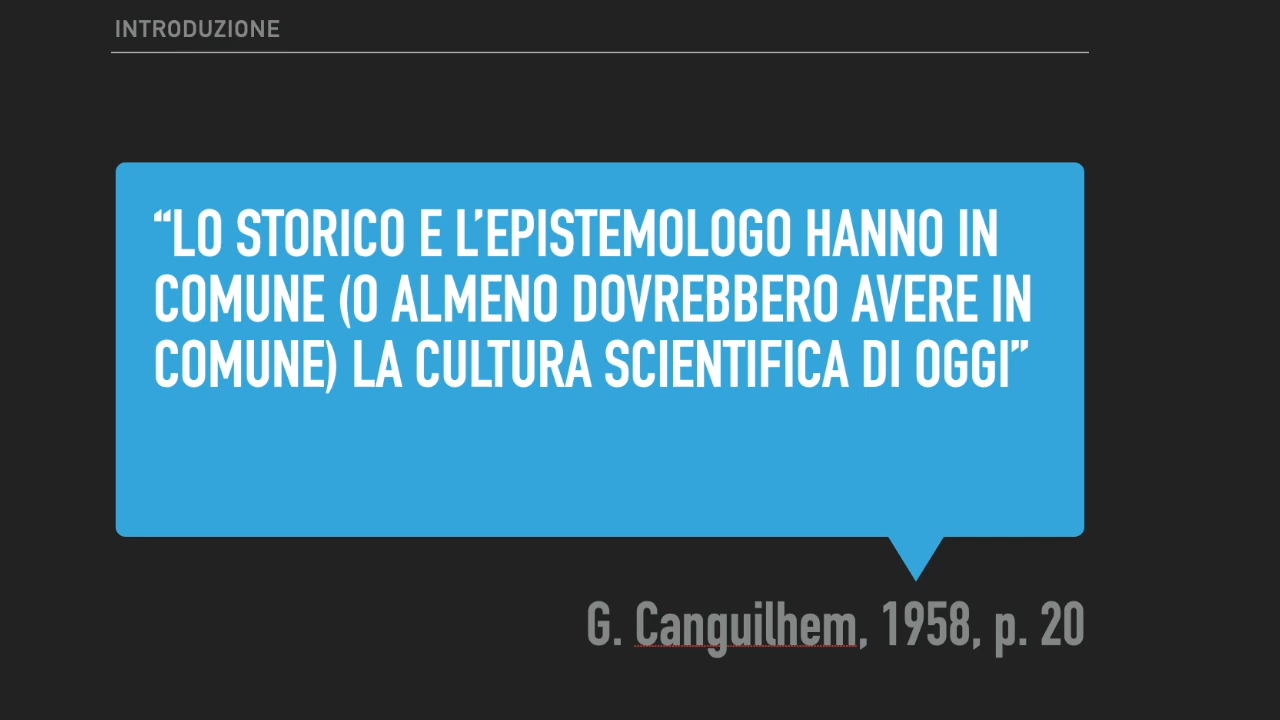 INTRODUZIONE
“LO STORICO E L’EPISTEMOLOGO HANNO IN
COMUNE (O ALMENO DOVREBBERO AVERE IN
COMUNE) LA CULTURA SCIENTIFICA DI OGGI”
G. Canguilhem, 1958, p. 20